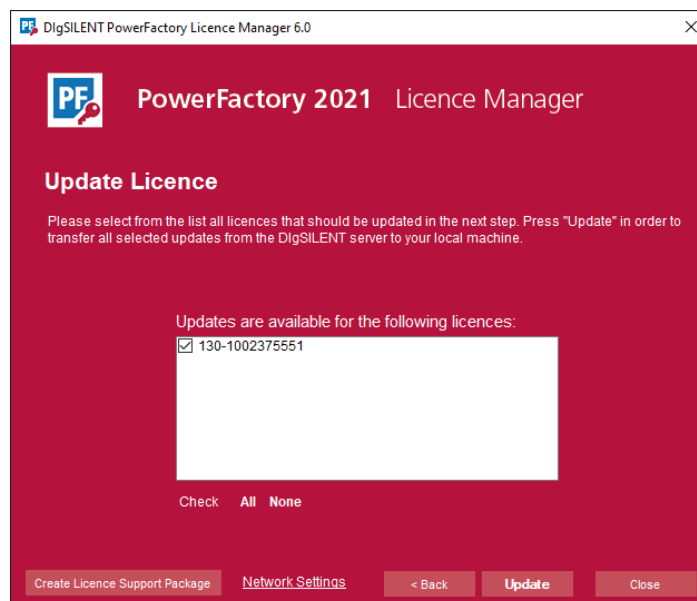 DIgSILENT PowerFactory Licence Manager 6.0
PF
PowerFactory 2021 Licence Manager
Update Licence
Please select from the list all licences that should be updated in the next step. Press "Update" in order to
transfer all selected updates from the DIgSILENT server to your local machine.
Updates are available for the following licences:
130-1002375551
Check All None
Create Licence Support Package Network Settings < Back Update Close